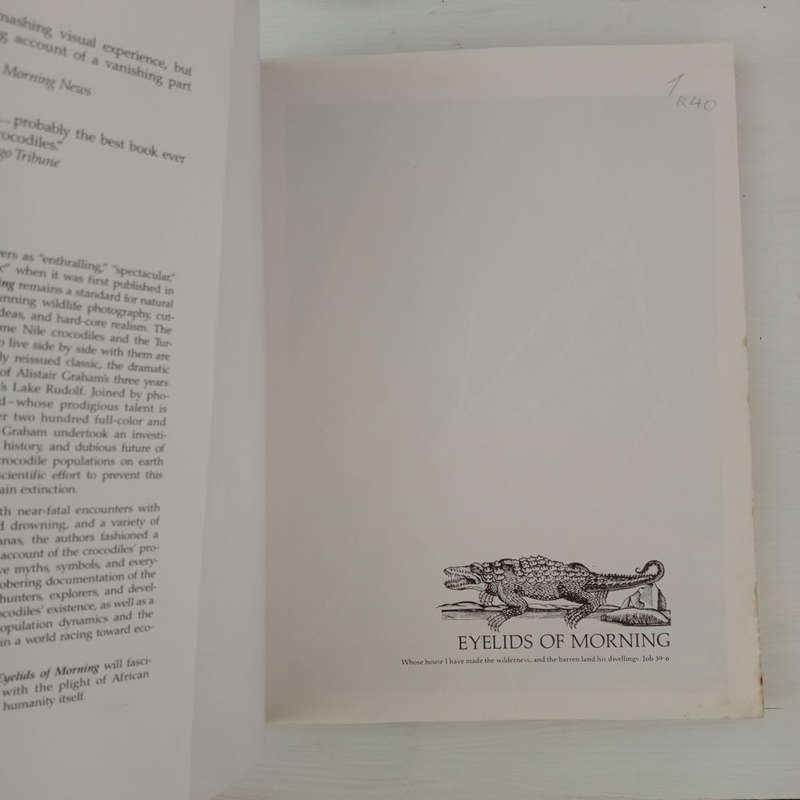 mashing visual experience, but
g account of a vanishing part
Morning News
... probably the best book ever
rocodiles."
go Tribune
ers as "enthralling," "spectacular,"
" when it was first published in
ing remains a standard for natural
unning wildlife photography, cut-
deas, and hard-core realism. The
me Nile crocodiles and the Tur-
o live side by side with them are
ly reissued classic, the dramatic
of Alistair Graham's three years
's Lake Rudolf. Joined by pho-
d–whose prodigious talent is
er two hundred full-color and
Graham undertook an investi-
history, and dubious future of
rocodile populations on earth
scientific effort to prevent this
ain extinction.
th near-fatal encounters with
d drowning, and a variety of
anas, the authors fashioned a
account of the crocodiles' pro-
ve myths, symbols, and every-
obering documentation of the
hunters, explorers, and devel-
ocodiles' existence, as well as a
opulation dynamics and the
in a world racing toward eco-
Eyelids of Morning will fasci-
with the plight of African
humanity itself.
1
R40
EYELIDS OF MORNING
Whose house I have made the wilderness, and the barren land his dwellings. Job 39·6